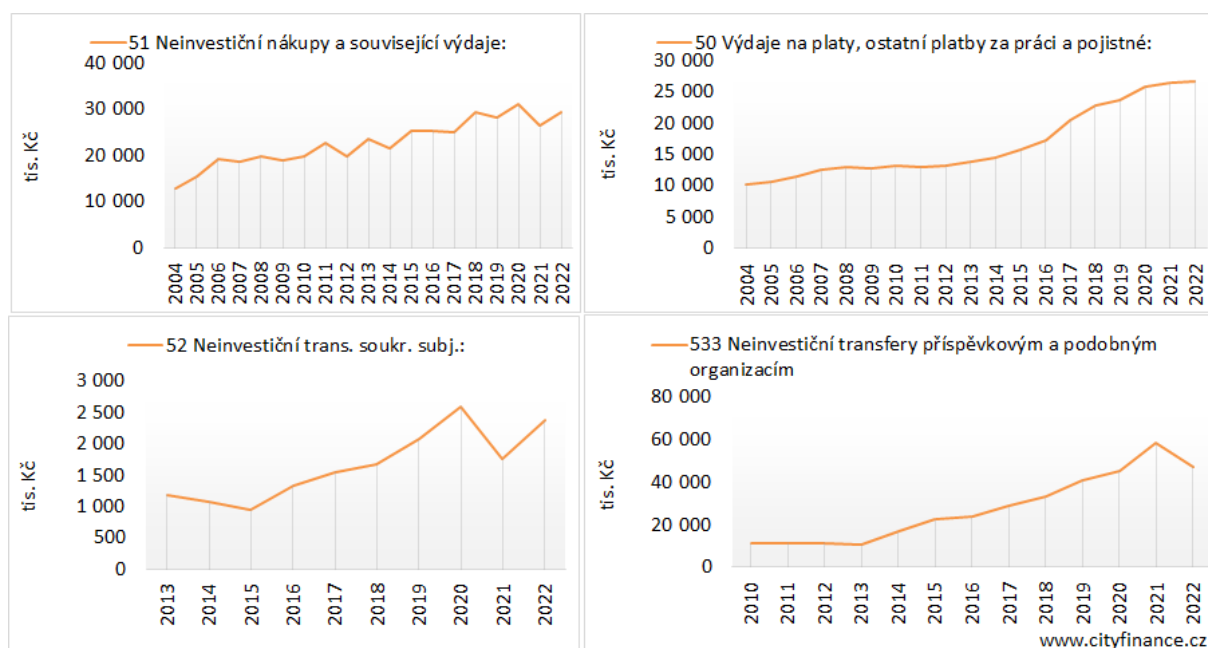 51 Neinvestiční nákupy a související výdaje:
40 000
30 000
20 000
10 000
0
tis. Kč
2004 2005 2006 2007 2008 2009 2010 2011 2012 2013 2014 2015 2016 2017 2018 2019 2020 2021 2022
50 Výdaje na platy, ostatní platby za práci a pojistné:
30 000
25 000
20 000
15 000
10 000
5 000
0
tis. Kč
2004 2005 2006 2007 2008 2009 2010 2011 2012 2013 2014 2015 2016 2017 2018 2019 2020 2021 2022
52 Neinvestiční trans. soukr. subj.:
3 000
2 500
2 000
1 500
1 000
500
0
tis. Kč
2013 2014 2015 2016 2017 2018 2019 2020 2021 2022
533 Neinvestiční transfery příspěvkovým a podobným
organizacím
80 000
60 000
40 000
20 000
0
tis. Kč
2010 2011 2012 2013 2014 2015 2016 2017 2018 2019 2020 2021 2022
www.cityfinance.cz